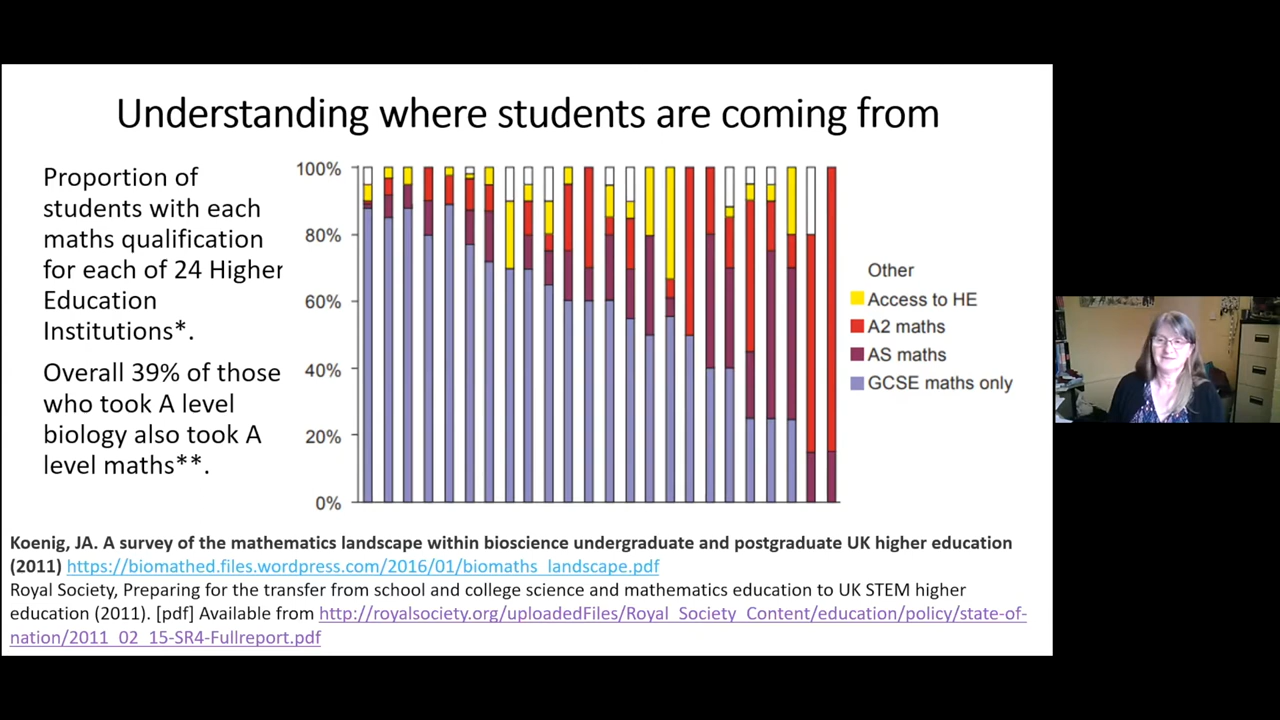 Understanding where students are coming from
Proportion of
students with each
maths qualification
for each of 24 Higher
Education
Institutions*.
Overall 39% of those
who took A level
biology also took A
level maths**.
100%
80%
60%
40%
20%
0%
Other
Access to HE
A2 maths
AS maths
GCSE maths only
Koenig, JA. A survey of the mathematics landscape within bioscience undergraduate and postgraduate UK higher education
(2011) https://biomathed.files.wordpress.com/2016/01/biomaths_landscape.pdf
Royal Society, Preparing for the transfer from school and college science and mathematics education to UK STEM higher
education (2011). [pdf] Available from http://royalsociety.org/uploadedFiles/Royal_Society_Content/education/policy/state-of-
nation/2011_02_15-SR4-Fullreport.pdf